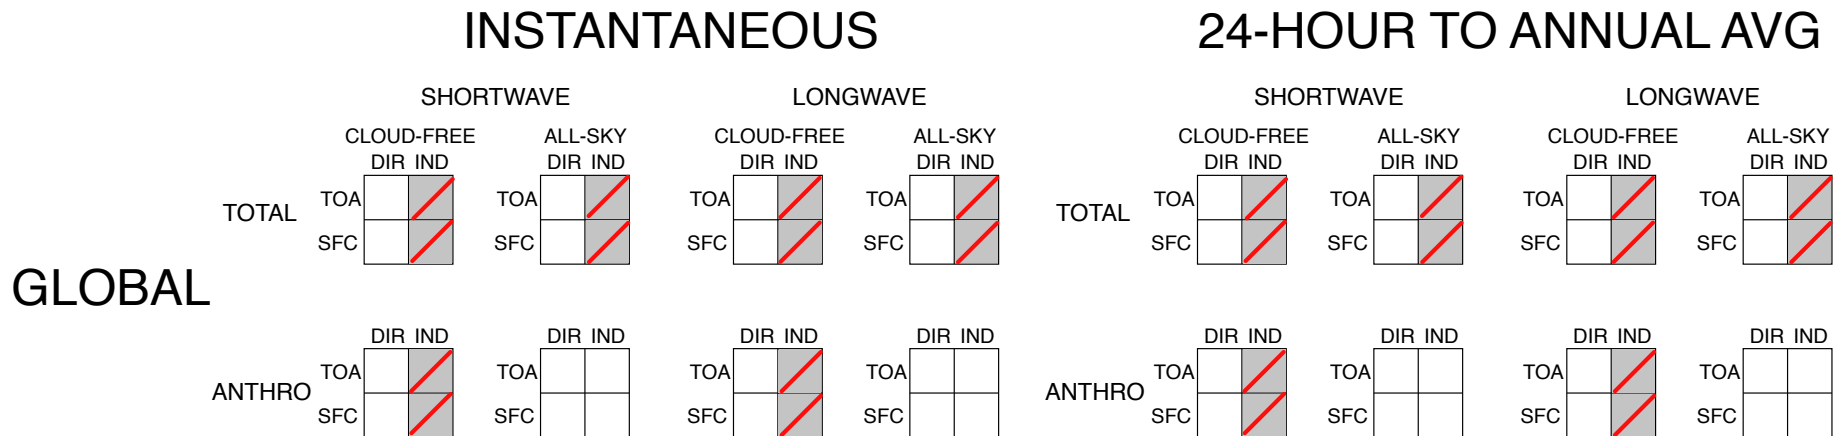 INSTANTANEOUS 24-HOUR TO ANNUAL AVG
SHORTWAVE LONGWAVE SHORTWAVE LONGWAVE
CLOUD-FREE ALL-SKY CLOUD-FREE ALL-SKY CLOUD-FREE ALL-SKY CLOUD-FREE ALL-SKY
DIR IND DIR IND DIR IND DIR IND DIR IND DIR IND DIR IND DIR IND
TOA TOA TOA TOA TOA TOA TOA TOA
TOTAL TOTAL
SFC SFC SFC SFC SFC SFC SFC SFC
GLOBAL
DIR IND DIR IND DIR IND DIR IND DIR IND DIR IND DIR IND DIR IND
TOA TOA TOA TOA TOA TOA TOA TOA
ANTHRO ANTHRO
SFC SFC SFC SFC SFC SFC SFC SFC